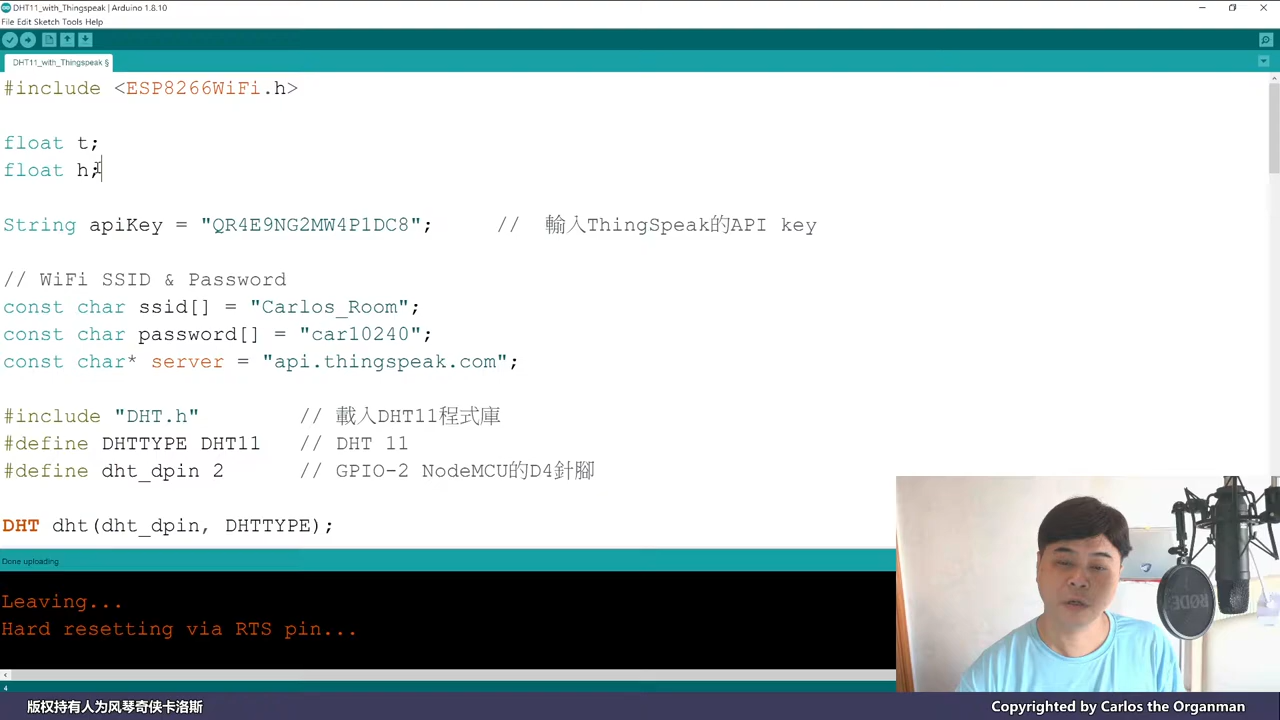 DHT11_with_Thingspeak | Arduino 1.8.10
File Edit Sketch Tools Help
DHT11_with_Thingspeak §
#include <ESP8266WiFi.h>
float t;
float h;
String apiKey = "QR4E9NG2MW4P1DC8"; // 輸入ThingSpeak的API key
// WiFi SSID & Password
const char ssid[] = "Carlos_Room";
const char password[] = "car10240";
const char* server = "api.thingspeak.com";
#include "DHT.h" // 載入DHT11程式庫
#define DHTTYPE DHT11 // DHT 11
#define dht_dpin 2 // GPIO-2 NodeMCU的D4針腳
DHT dht(dht_dpin, DHTTYPE);
Done uploading.
Leaving...
Hard resetting via RTS pin...
RØDE
4
版权持有人为风琴奇侠卡洛斯
Copyrighted by Carlos the Organman